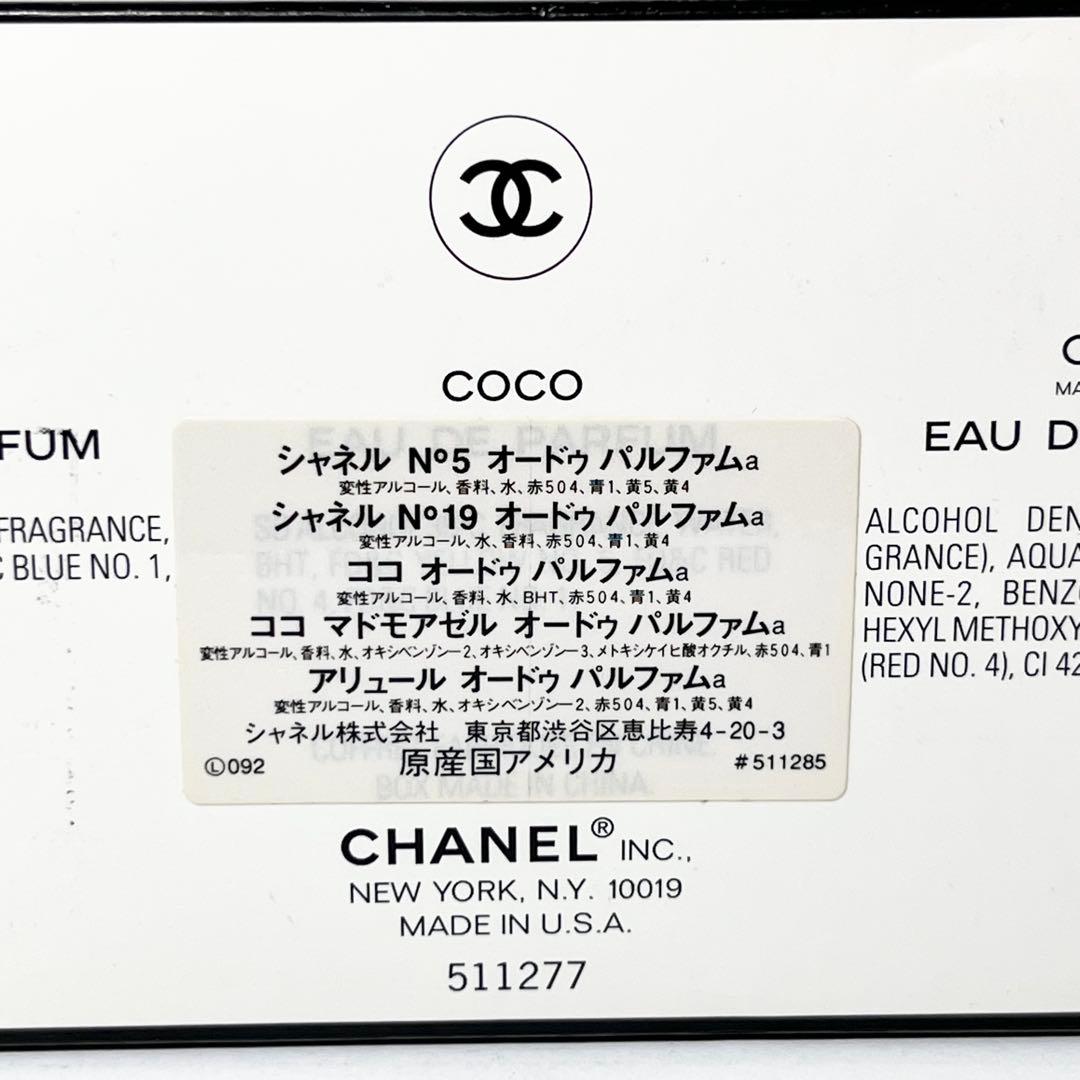 COCO
FUM
FRAGRANCE,
C BLUE NO. 1,
EAU DE PARFUM
シャネル Nº5 オードゥ パルファムa
変性アルコール、香料、水、赤504、青1、黄5、黄4
シャネル Nº19 オードゥ パルファムa
変性アルコール、水、香料、赤504、青1、黄4
ココ オードゥ パルファムa
変性アルコール、香料、水、BHT、赤504、青1、黄4
ココ マドモアゼル オードゥ パルファムa
変性アルコール、香料、水、オキシベンゾン-2、オキシベンゾン-3、メトキシケイヒ酸オクチル、赤504、青1
アリュール オードゥ パルファムa
変性アルコール、香料、水、オキシベンゾン-2、赤504、青1、黄5、黄4
シャネル株式会社 東京都渋谷区恵比寿4-20-3
Ⓛ092 原産国アメリカ #511285
BOX MADE IN CHINA.
CHANEL® INC.,
NEW YORK, N.Y. 10019
MADE IN U.S.A.
511277
C
MA
EAU D
ALCOHOL DEN
GRANCE), AQUA
NONE-2, BENZO
HEXYL METHOXY
(RED NO. 4), CI 42